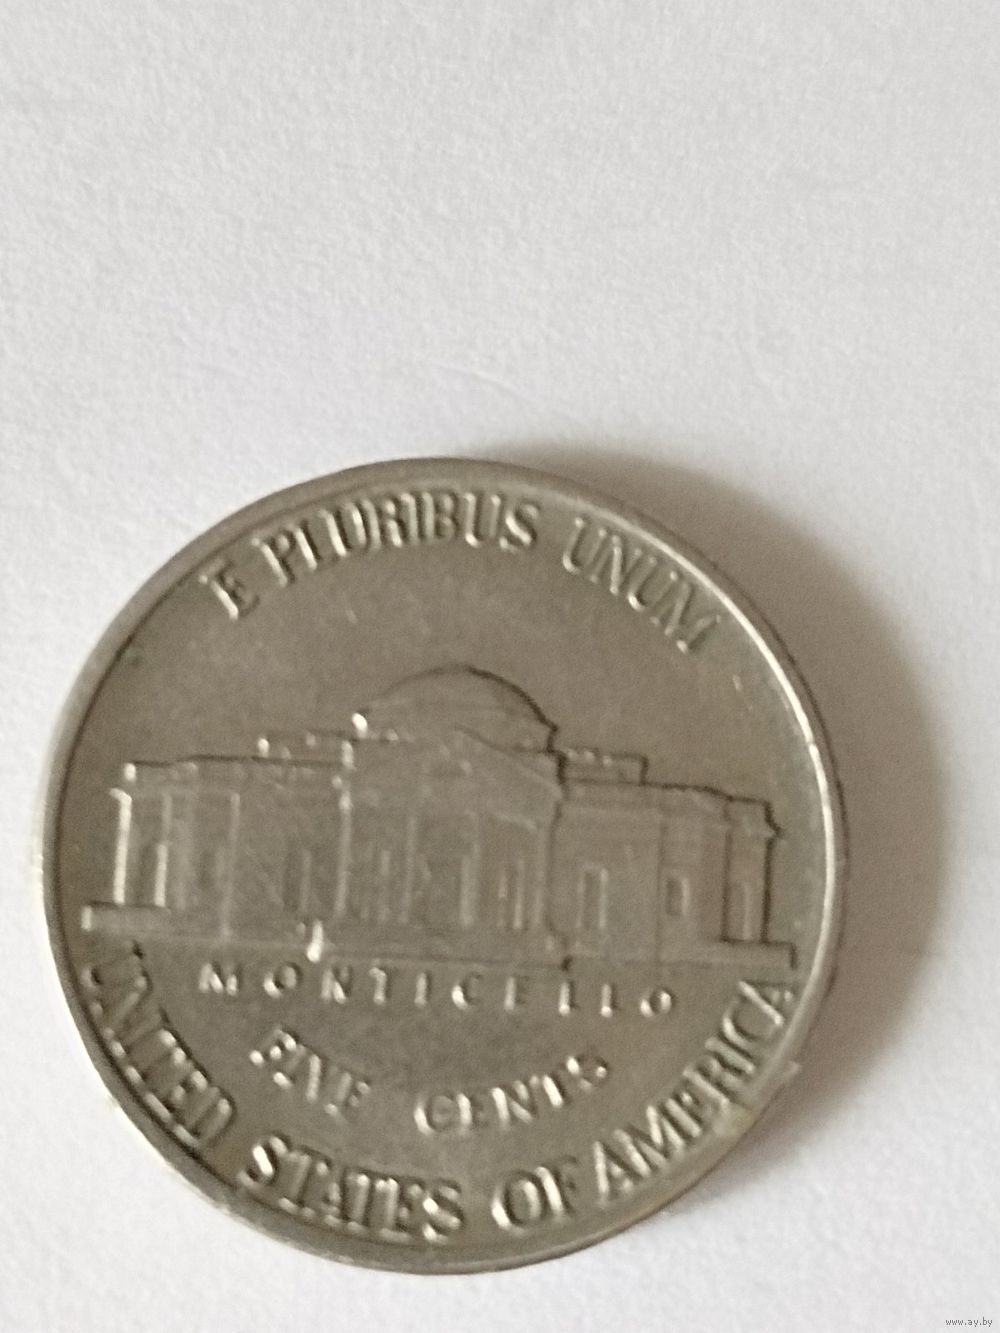 E PLURIBUS UNUM
MONTICELLO
FIVE CENTS
UNITED STATES OF AMERICA
www.ay.by